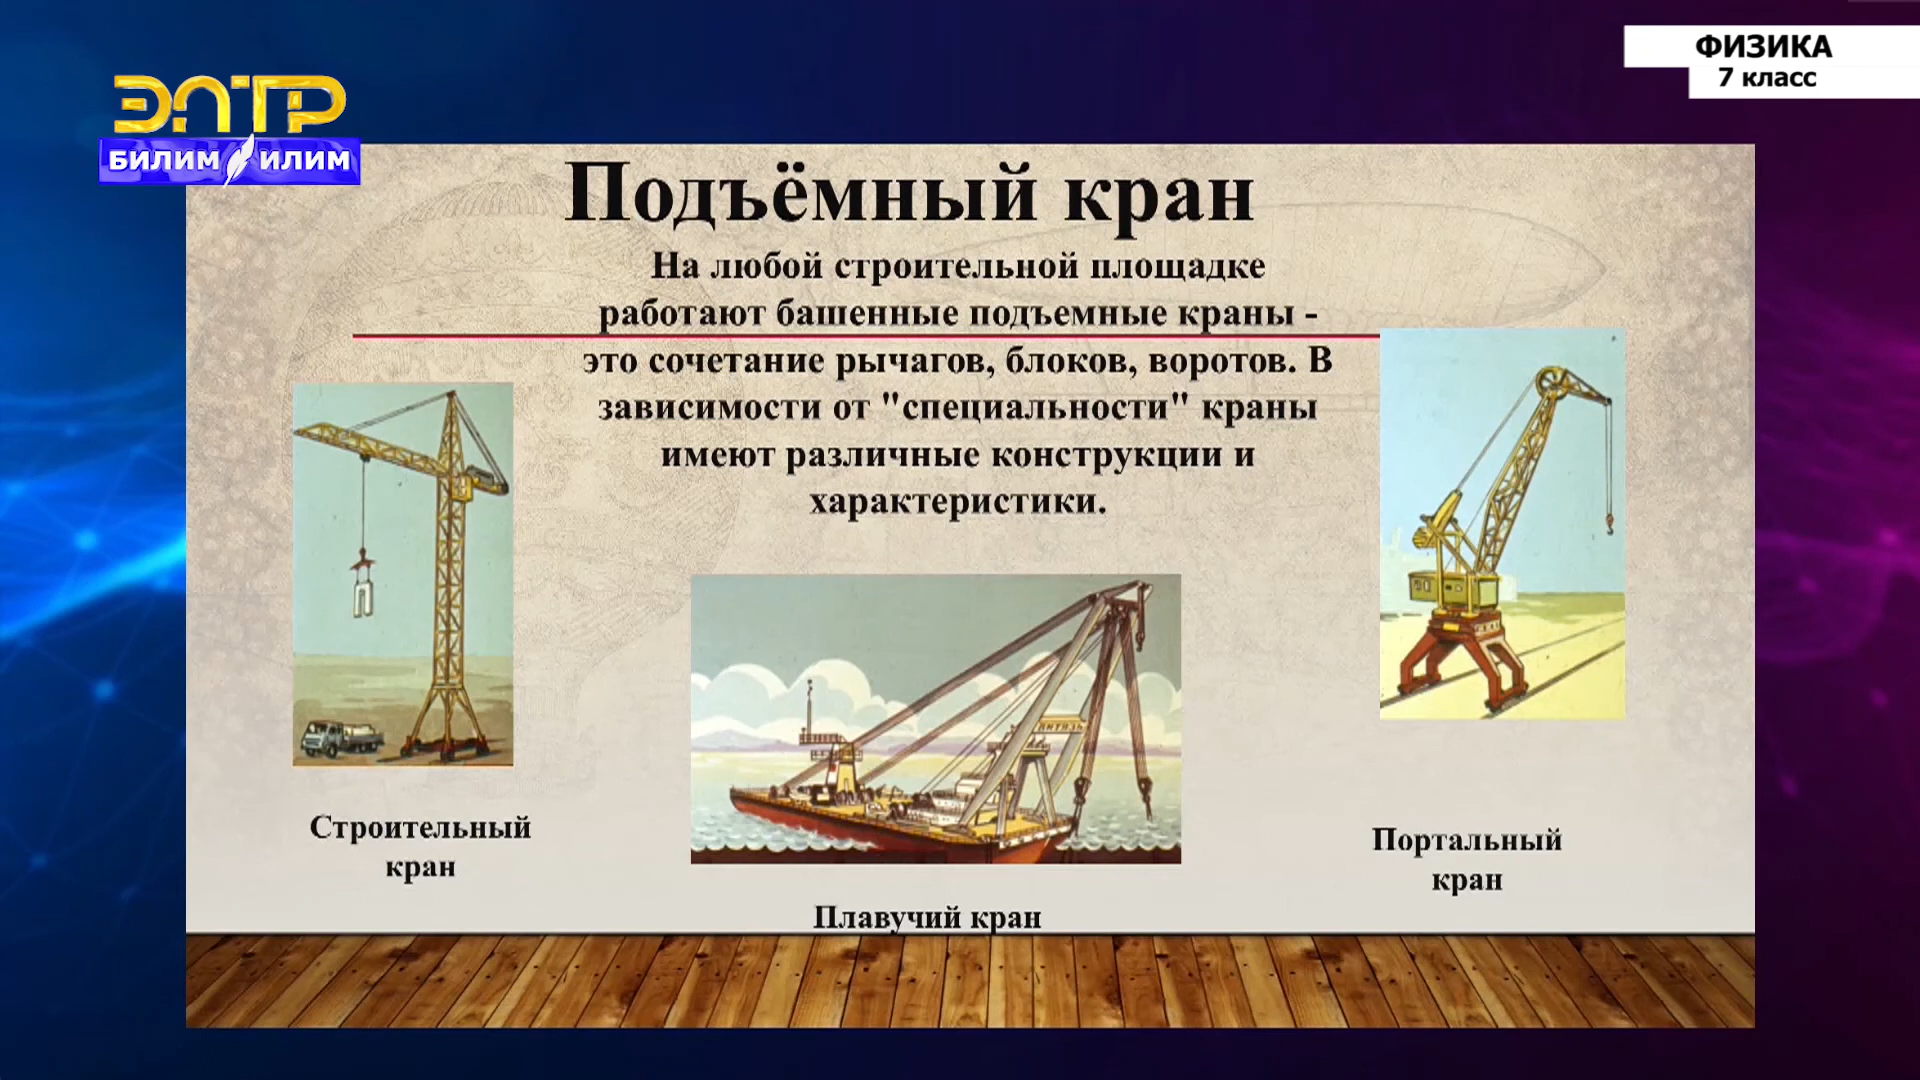 ФИЗИКА
7 класс
ЭЛТР
БИЛИМ ИЛИМ
Подъёмный кран
На любой строительной площадке
работают башенные подъемные краны -
это сочетание рычагов, блоков, воротов. В
зависимости от "специальности" краны
имеют различные конструкции и
характеристики.
ВИТЯЗЬ
Строительный
кран
Плавучий кран
Портальный
кран